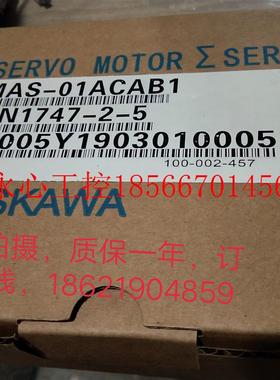 SERVO MOTOR Σ SER
MAS-01ACAB1
N1747-2-5
005Y1903010005
100-002-457
永心工控18566701456
SKAWA
拍摄，质保一年，订
线，18621904859